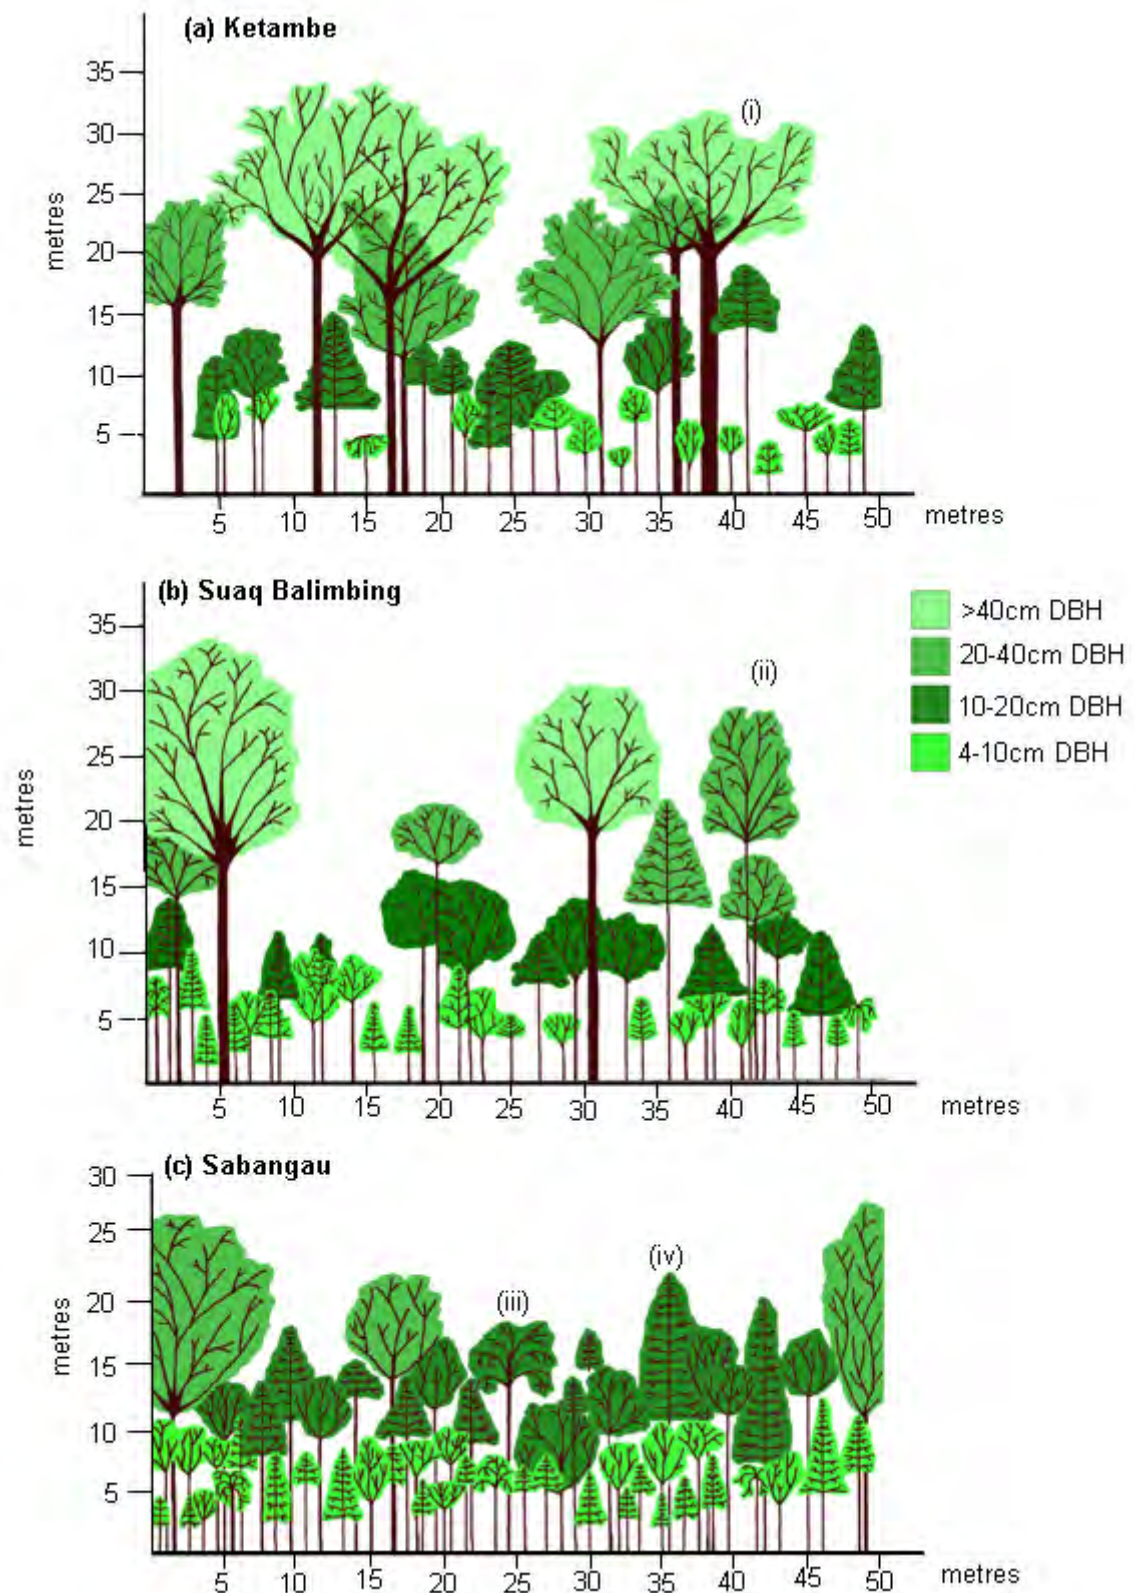 (a) Ketambe
35
30
25
20
15
10
5
metres
(i)
5 10 15 20 25 30 35 40 45 50 metres
(b) Suaq Balimbing
35
30
25
20
15
10
5
metres
(ii)
>40cm DBH
20-40cm DBH
10-20cm DBH
4-10cm DBH
5 10 15 20 25 30 35 40 45 50 metres
(c) Sabangau
30
25
20
15
10
5
metres
(iii)
(iv)
5 10 15 20 25 30 35 40 45 50 metres